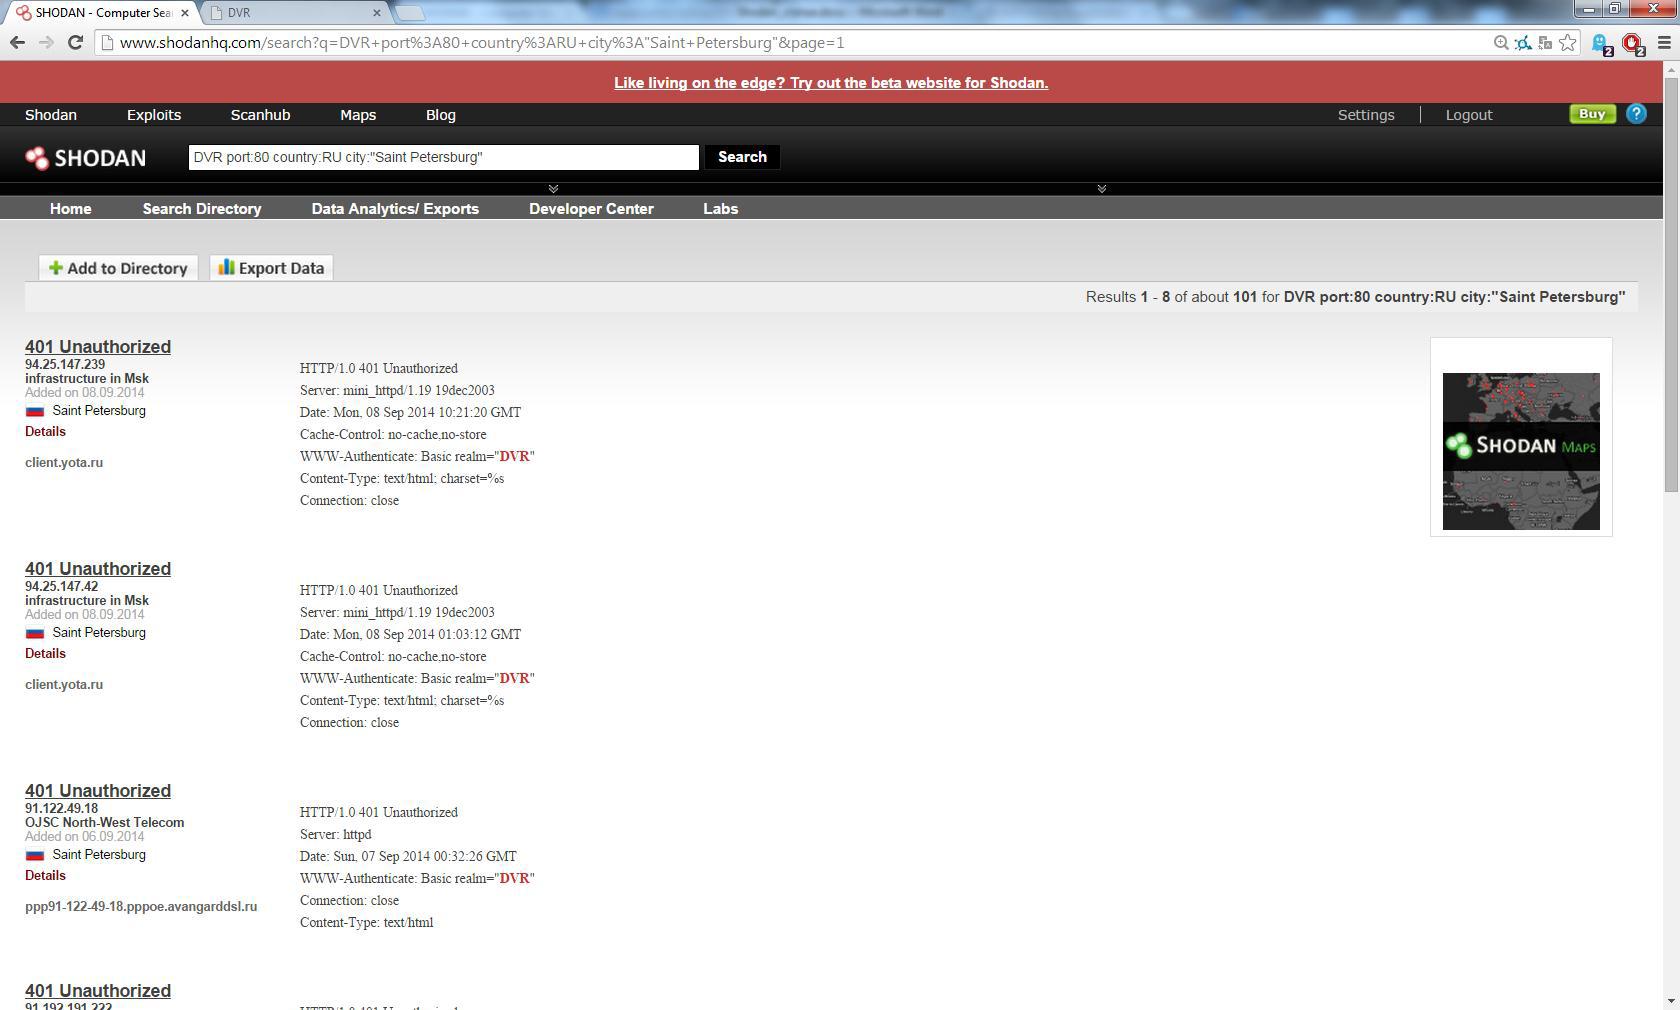 SHODAN - Computer Sea
DVR
www.shodanhq.com/search?q=DVR+port%3A80+country%3ARU+city%3A"Saint+Petersburg"&page=1
2
2
Like living on the edge? Try out the beta website for Shodan.
Shodan Exploits Scanhub Maps Blog Settings | Logout Buy ?
SHODAN
DVR port:80 country:RU city:"Saint Petersburg"
Search
Home Search Directory Data Analytics/ Exports Developer Center Labs
Add to Directory
Export Data
Results 1 - 8 of about 101 for DVR port:80 country:RU city:"Saint Petersburg"
401 Unauthorized
94.25.147.239
infrastructure in Msk
Added on 08.09.2014
Saint Petersburg
Details
client.yota.ru
HTTP/1.0 401 Unauthorized
Server: mini_httpd/1.19 19dec2003
Date: Mon, 08 Sep 2014 10:21:20 GMT
Cache-Control: no-cache,no-store
WWW-Authenticate: Basic realm="DVR"
Content-Type: text/html; charset=%s
Connection: close
SHODAN MAPS
401 Unauthorized
94.25.147.42
infrastructure in Msk
Added on 08.09.2014
Saint Petersburg
Details
client.yota.ru
HTTP/1.0 401 Unauthorized
Server: mini_httpd/1.19 19dec2003
Date: Mon, 08 Sep 2014 01:03:12 GMT
Cache-Control: no-cache,no-store
WWW-Authenticate: Basic realm="DVR"
Content-Type: text/html; charset=%s
Connection: close
401 Unauthorized
91.122.49.18
OJSC North-West Telecom
Added on 06.09.2014
Saint Petersburg
Details
ppp91-122-49-18.pppoe.avangarddsl.ru
HTTP/1.0 401 Unauthorized
Server: httpd
Date: Sun, 07 Sep 2014 00:32:26 GMT
WWW-Authenticate: Basic realm="DVR"
Connection: close
Content-Type: text/html
401 Unauthorized
91.192.191.222
HTTP/1.0 401 Unauthorized